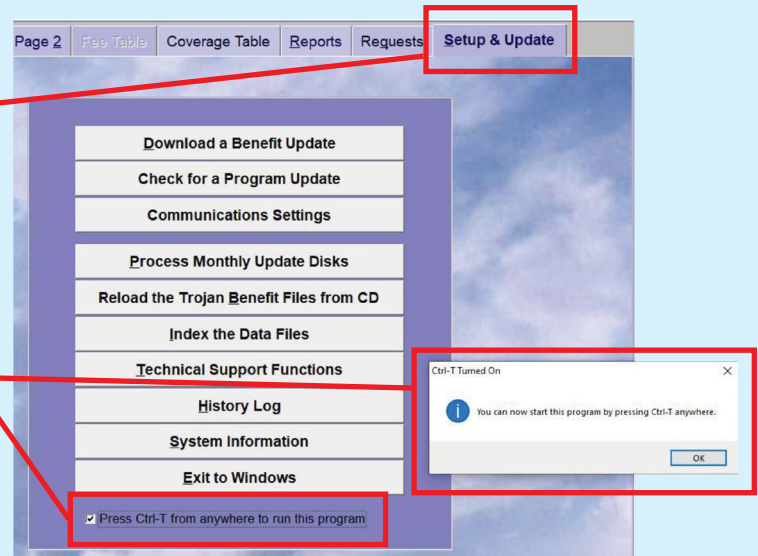 Page 2 Fee Table Coverage Table Reports Requests Setup & Update
Download a Benefit Update
Check for a Program Update
Communications Settings
Process Monthly Update Disks
Reload the Trojan Benefit Files from CD
Index the Data Files
Technical Support Functions
History Log
System Information
Exit to Windows
Press Ctrl-T from anywhere to run this program
Ctrl-T Turned On
You can now start this program by pressing Ctrl-T anywhere.
OK